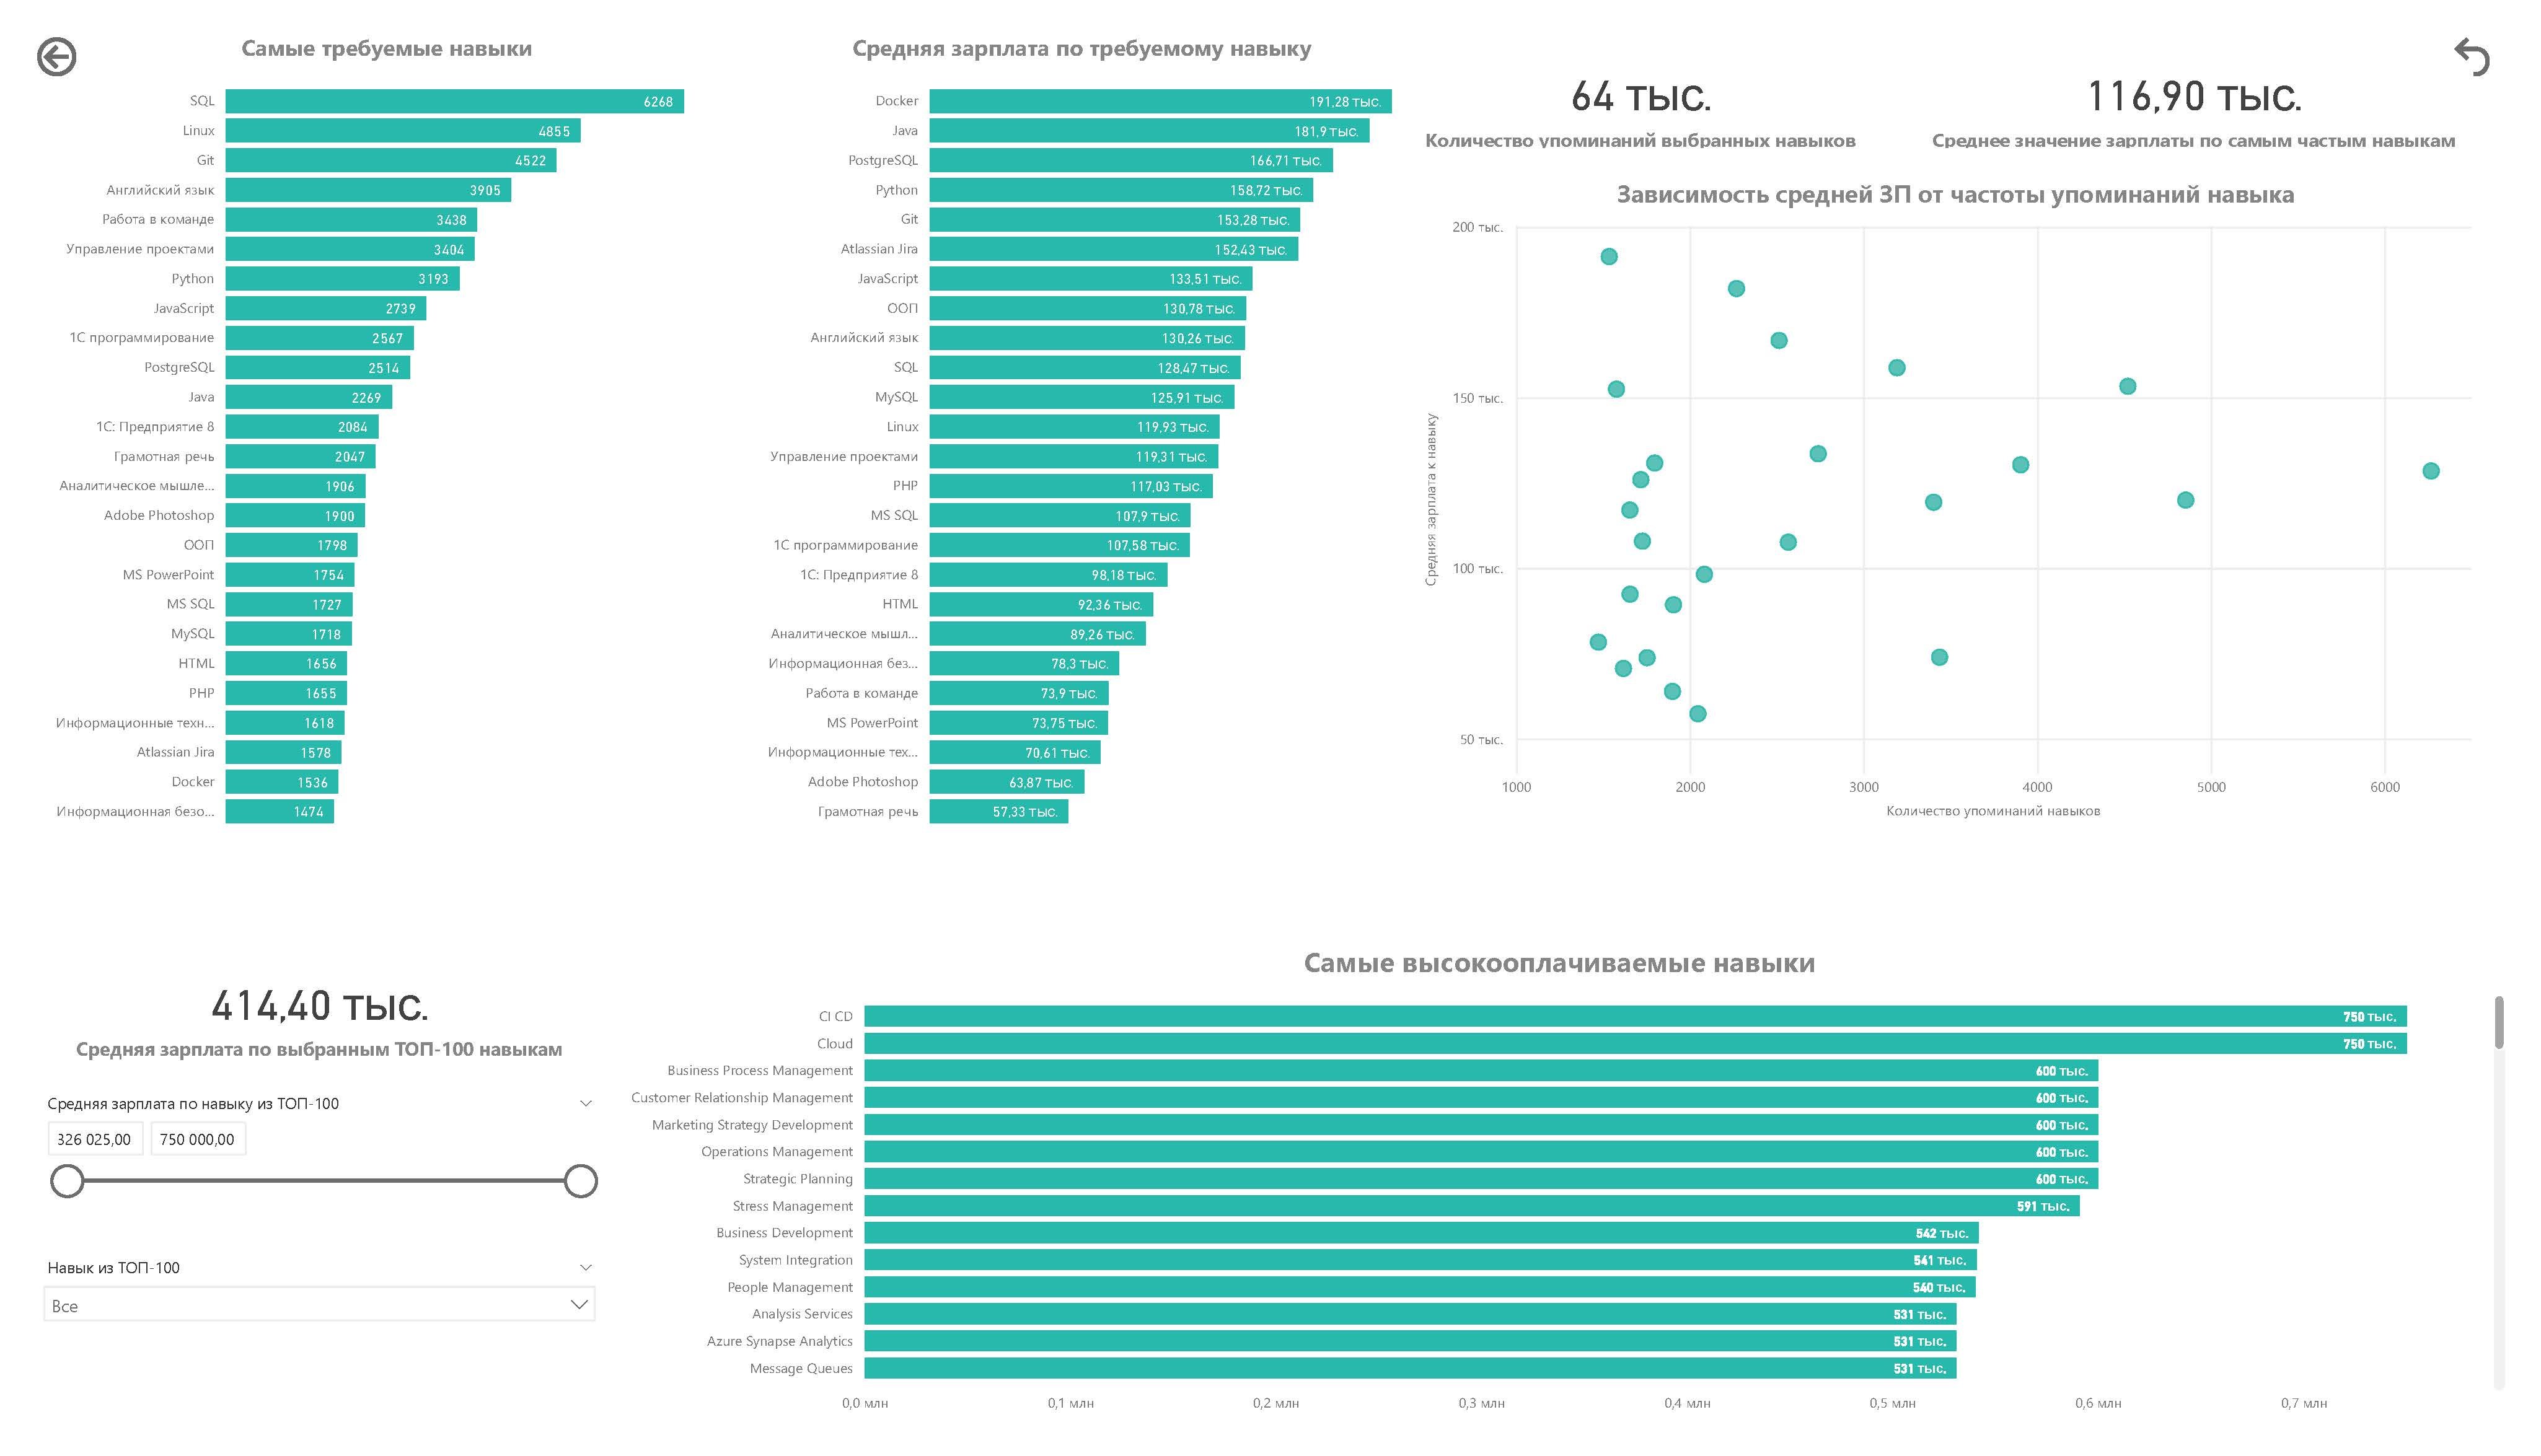 Самые требуемые навыки
SQL 6268
Linux 4855
Git 4522
Английский язык 3905
Работа в команде 3438
Управление проектами 3404
Python 3193
JavaScript 2739
1С программирование 2567
PostgreSQL 2514
Java 2269
1С: Предприятие 8 2084
Грамотная речь 2047
Аналитическое мышле... 1906
Adobe Photoshop 1900
ООП 1798
MS PowerPoint 1754
MS SQL 1727
MySQL 1718
HTML 1656
PHP 1655
Информационные техн... 1618
Atlassian Jira 1578
Docker 1536
Информационная безо... 1474
Средняя зарплата по требуемому навыку
Docker 191,28 тыс.
Java 181,9 тыс.
PostgreSQL 166,71 тыс.
Python 158,72 тыс.
Git 153,28 тыс.
Atlassian Jira 152,43 тыс.
JavaScript 133,51 тыс.
ООП 130,78 тыс.
Английский язык 130,26 тыс.
SQL 128,47 тыс.
MySQL 125,91 тыс.
Linux 119,93 тыс.
Управление проектами 119,31 тыс.
PHP 117,03 тыс.
MS SQL 107,9 тыс.
1С программирование 107,58 тыс.
1С: Предприятие 8 98,18 тыс.
HTML 92,36 тыс.
Аналитическое мышл... 89,26 тыс.
Информационная без... 78,3 тыс.
Работа в команде 73,9 тыс.
MS PowerPoint 73,75 тыс.
Информационные тех... 70,61 тыс.
Adobe Photoshop 63,87 тыс.
Грамотная речь 57,33 тыс.
64 тыс.
Количество упоминаний выбранных навыков
116,90 тыс.
Среднее значение зарплаты по самым частым навыкам
Зависимость средней ЗП от частоты упоминаний навыка
Средняя зарплата к навыку
200 тыс.
150 тыс.
100 тыс.
50 тыс.
1000 2000 3000 4000 5000 6000
Количество упоминаний навыков
414,40 тыс.
Средняя зарплата по выбранным ТОП-100 навыкам
Средняя зарплата по навыку из ТОП-100
326 025,00 750 000,00
Навык из ТОП-100
Все
Самые высокооплачиваемые навыки
CI CD 750 тыс.
Cloud 750 тыс.
Business Process Management 600 тыс.
Customer Relationship Management 600 тыс.
Marketing Strategy Development 600 тыс.
Operations Management 600 тыс.
Strategic Planning 600 тыс.
Stress Management 591 тыс.
Business Development 542 тыс.
System Integration 541 тыс.
People Management 540 тыс.
Analysis Services 531 тыс.
Azure Synapse Analytics 531 тыс.
Message Queues 531 тыс.
0,0 млн 0,1 млн 0,2 млн 0,3 млн 0,4 млн 0,5 млн 0,6 млн 0,7 млн